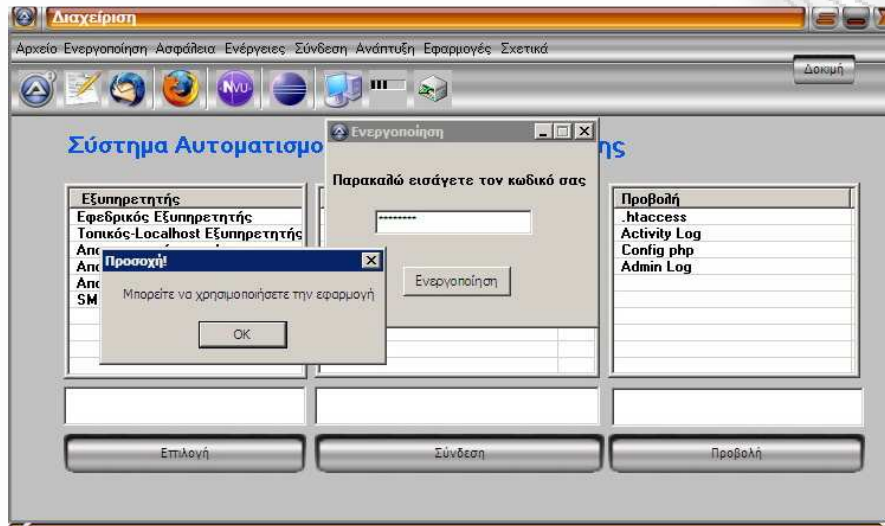 Διαχείριση
Αρχείο Ενεργοποίηση Ασφάλεια Ενέργειες Σύνδεση Ανάπτυξη Εφαρμογές Σχετικά
Δοκιμή
NVU
Σύστημα
Ενεργοποίηση
Παρακαλώ εισάγετε τον κωδικό σας
--------
Ενεργοποίηση
Εξυπηρετητής
Εφεδρικός Εξυπηρετητής
Τοπικός-Localhost Εξυπηρετητής
SM
Προσοχή!
Μπορείτε να χρησιμοποιήσετε την εφαρμογή
OK
Προβολή
.htaccess
Activity Log
Config php
Admin Log
Επιλογή
Σύνδεση
Προβολή